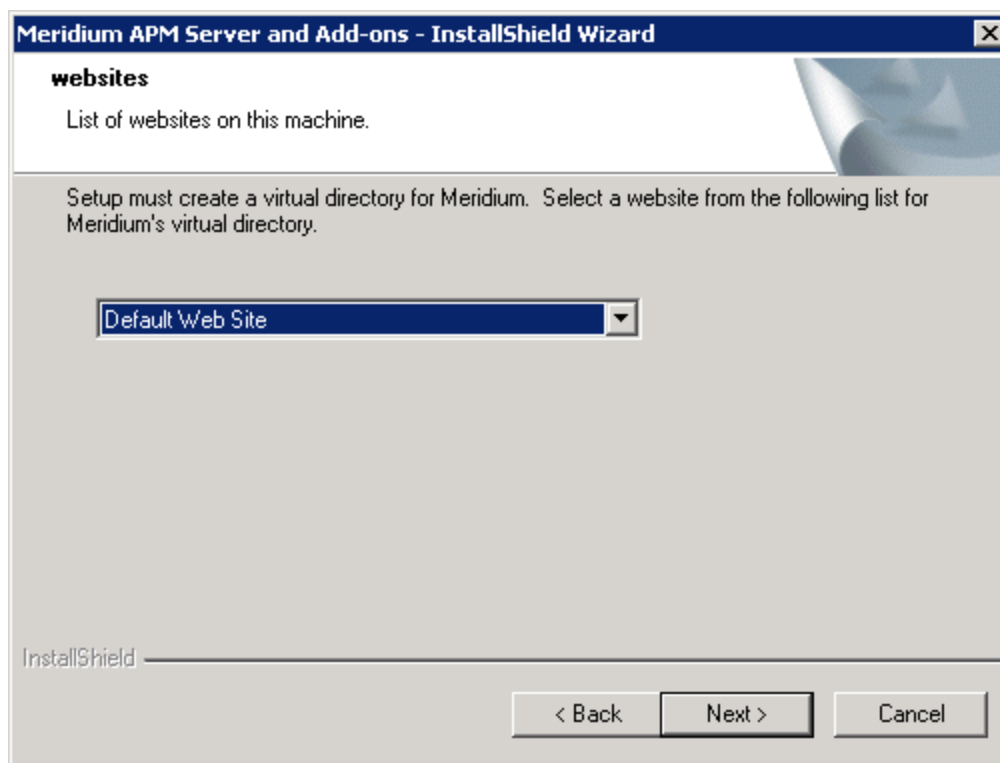 Meridium APM Server and Add-ons - InstallShield Wizard
websites
List of websites on this machine.
Setup must create a virtual directory for Meridium.  Select a website from the following list for
Meridium's virtual directory.
Default Web Site
InstallShield
< Back
Next >
Cancel